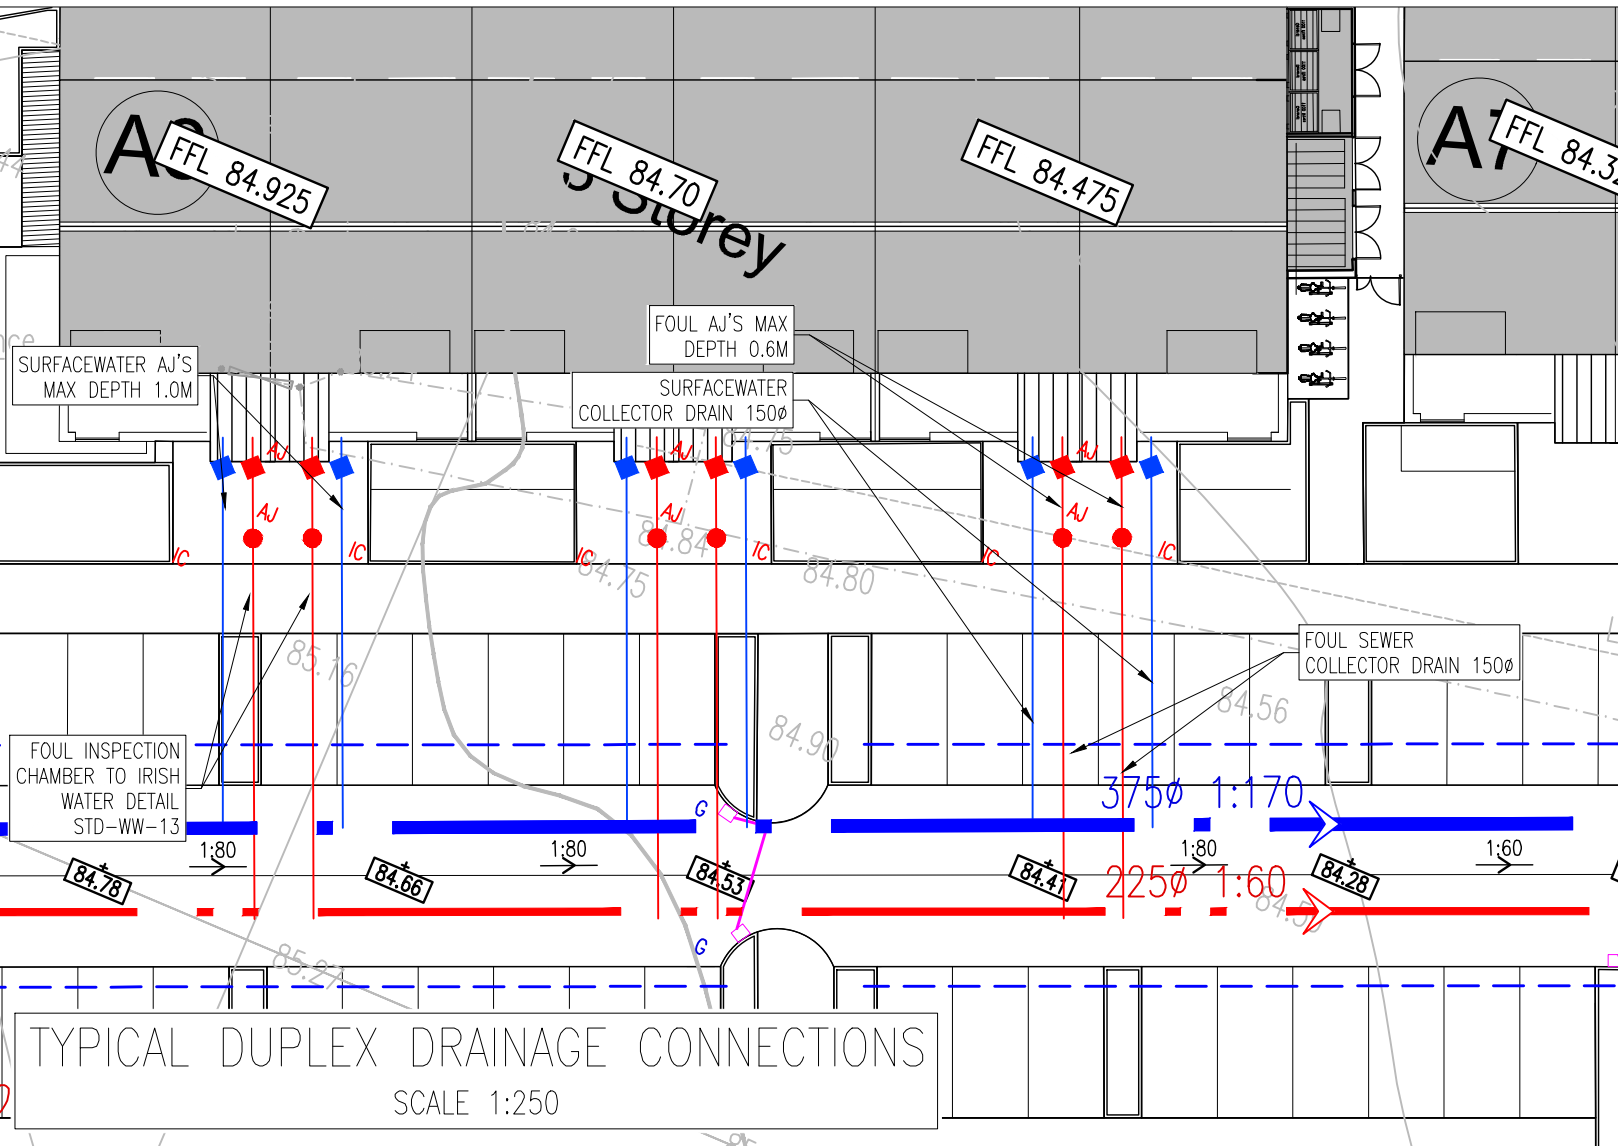 FFL 84.925
FFL 84.70
FFL 84.475
A7
Storey
FOUL AJ'S MAX
DEPTH 0.6M
SURFACEWATER AJ'S
MAX DEPTH 1.0M
SURFACEWATER
COLLECTOR DRAIN 150ø
84.75
AJ
AJ
AJ
AJ
AJ
IC
IC
IC
IC
IC
IC
84.84
84.75
84.80
FOUL SEWER
COLLECTOR DRAIN 150ø
85.16
84.56
84.90
FOUL INSPECTION
CHAMBER TO IRISH
WATER DETAIL
STD-WW-13
375ø 1:170
G
1:80
1:80
1:80
1:60
84.78
84.66
84.53
84.41
84.28
225ø 1:60
G
85.27
TYPICAL DUPLEX DRAINAGE CONNECTIONS
SCALE 1:250